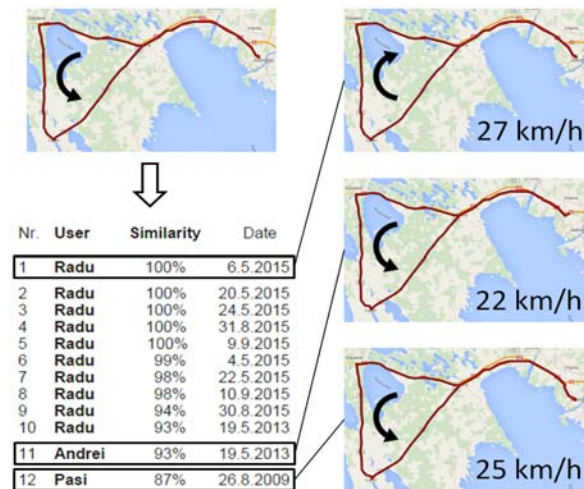 27 km/h
22 km/h
25 km/h
Nr. User Similarity Date
1 Radu 100% 6.5.2015
2 Radu 100% 20.5.2015
3 Radu 100% 24.5.2015
4 Radu 100% 31.8.2015
5 Radu 100% 9.9.2015
6 Radu 99% 4.5.2015
7 Radu 98% 22.5.2015
8 Radu 98% 10.9.2015
9 Radu 94% 30.8.2015
10 Radu 93% 19.5.2013
11 Andrei 93% 19.5.2013
12 Pasi 87% 26.8.2009